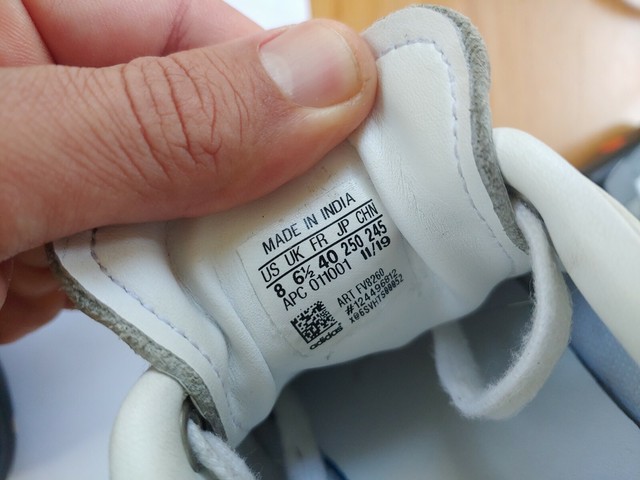 MADE IN INDIA
US UK FR JP CHN
8 6½ 40 250 245
APC 011001 11/19
ART FV8260
#124496812
adidas